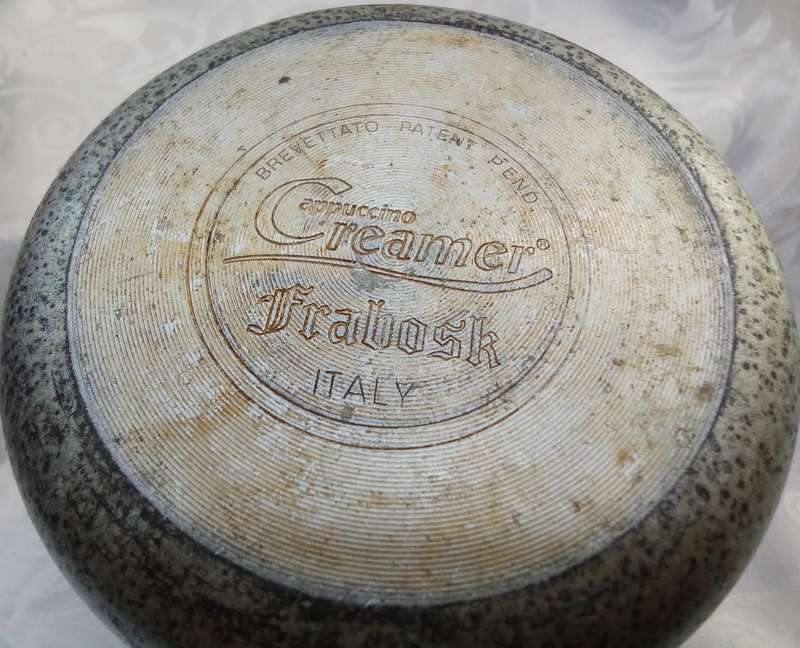 BREVETTATO PATENT PEND
Cappuccino
Creamer®
Frabosk
ITALY